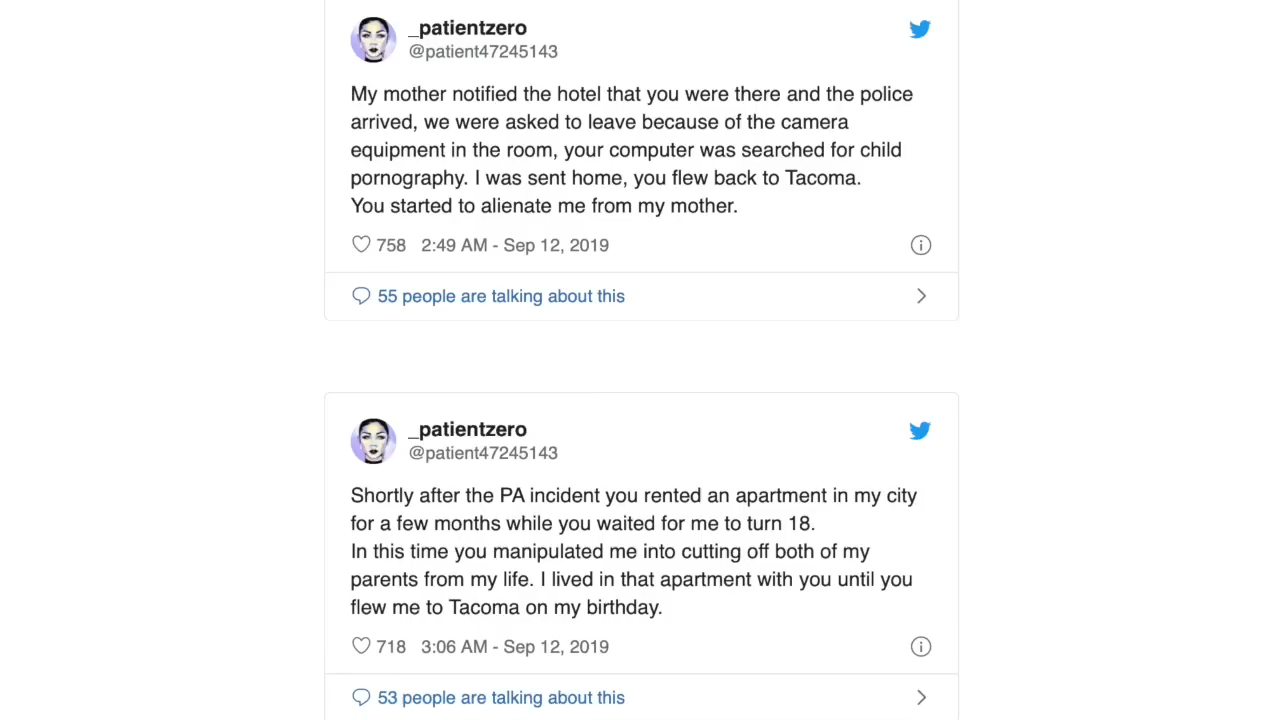 _patientzero
@patient47245143
My mother notified the hotel that you were there and the police
arrived, we were asked to leave because of the camera
equipment in the room, your computer was searched for child
pornography. I was sent home, you flew back to Tacoma.
You started to alienate me from my mother.
758 2:49 AM - Sep 12, 2019
55 people are talking about this
_patientzero
@patient47245143
Shortly after the PA incident you rented an apartment in my city
for a few months while you waited for me to turn 18.
In this time you manipulated me into cutting off both of my
parents from my life. I lived in that apartment with you until you
flew me to Tacoma on my birthday.
718 3:06 AM - Sep 12, 2019
53 people are talking about this